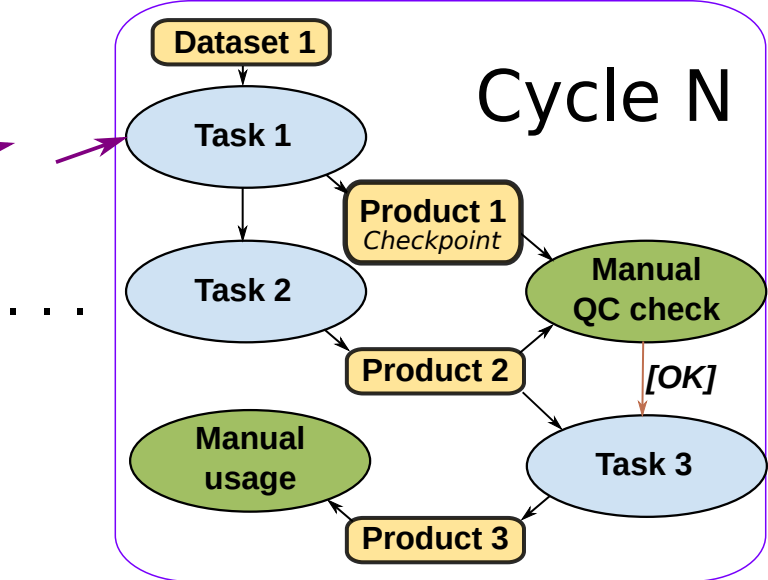 Dataset 1
Cycle N
Task 1
Product 1
Checkpoint
Manual
QC check
Task 2
. . .
Product 2
[OK]
Manual
usage
Task 3
Product 3